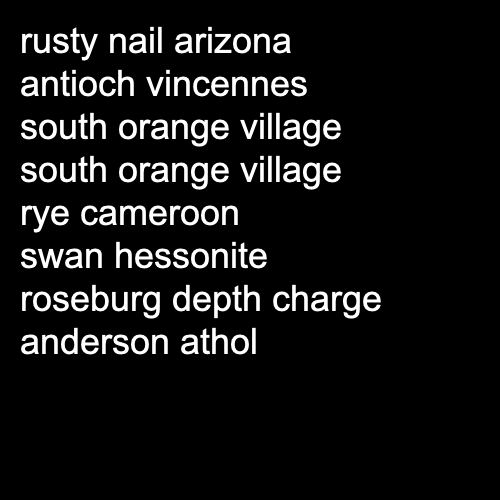 rusty nail arizona
antioch vincennes
south orange village
south orange village
rye cameroon
swan hessonite
roseburg depth charge
anderson athol